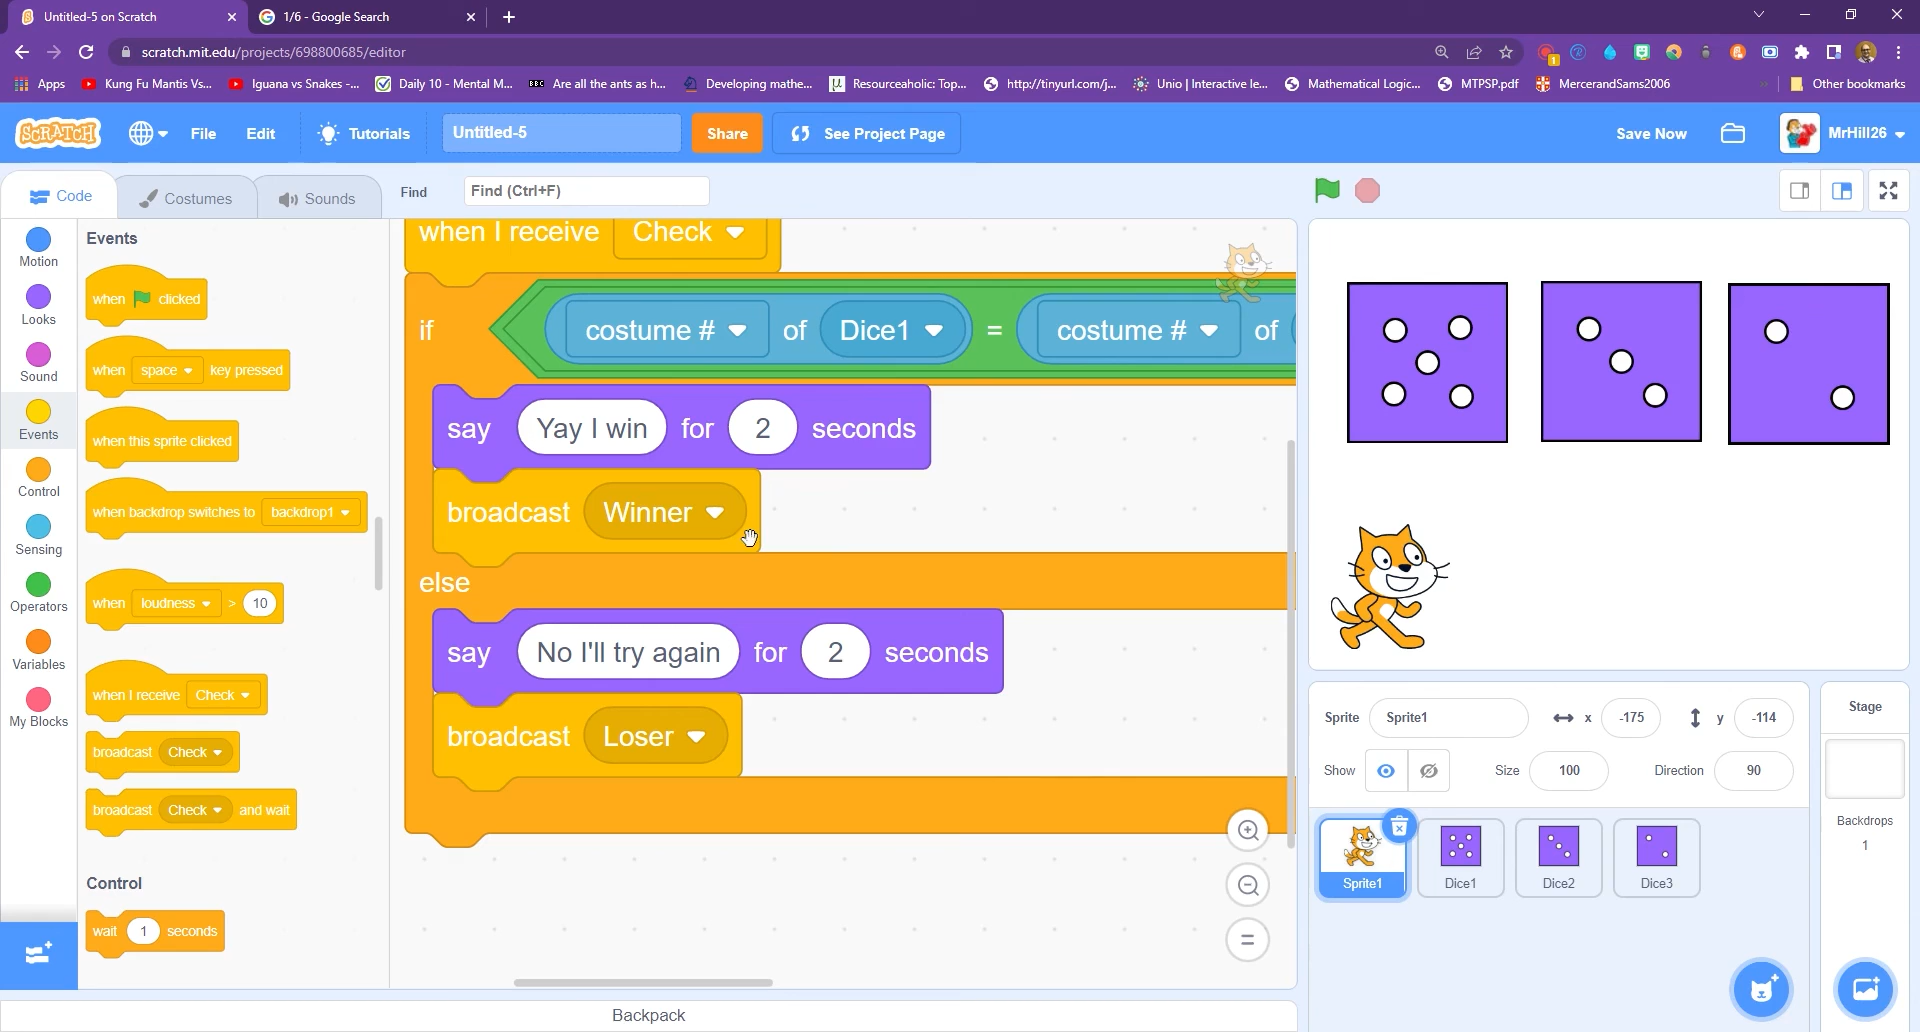 Untitled-5 on Scratch
1/6 - Google Search
scratch.mit.edu/projects/698800685/editor
1
Apps
Kung Fu Mantis Vs...
Iguana vs Snakes -...
Daily 10 - Mental M...
BBC
Are all the ants as h...
Developing mathe...
Resourceaholic: Top...
http://tinyurl.com/j...
Unio | Interactive le...
Mathematical Logic...
MTPSP.pdf
MercerandSams2006
Other bookmarks
SCRATCH
File
Edit
Tutorials
Untitled-5
Share
See Project Page
Save Now
MrHill26
Code
Costumes
Sounds
Find
Find (Ctrl+F)
Motion
Looks
Sound
Events
Control
Sensing
Operators
Variables
My Blocks
Events
when clicked
when space key pressed
when this sprite clicked
when backdrop switches to backdrop1
when loudness > 10
when I receive Check
broadcast Check
broadcast Check and wait
Control
wait 1 seconds
when I receive Check
if costume # of Dice1 = costume # of
say Yay I win for 2 seconds
broadcast Winner
else
say No I'll try again for 2 seconds
broadcast Loser
Backpack
Sprite Sprite1 x -175 y -114
Show Size 100 Direction 90
Sprite1
Dice1
Dice2
Dice3
Stage
Backdrops
1